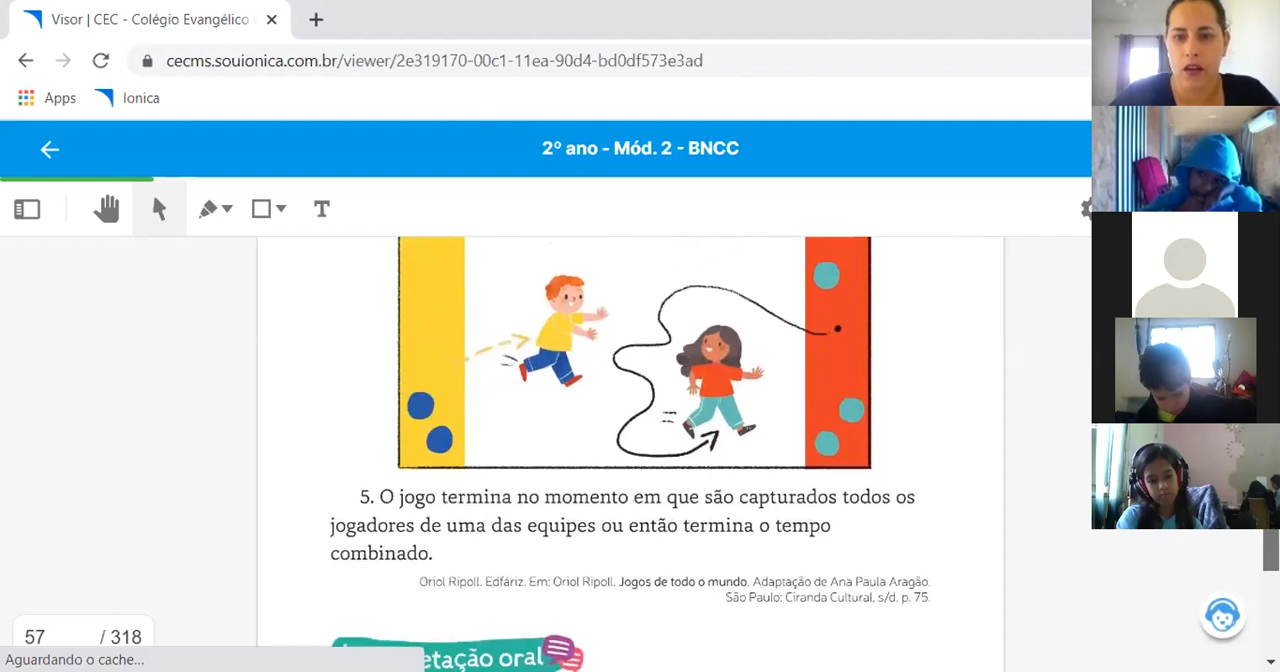 Visor | CEC - Colégio Evangélico
cecms.souionica.com.br/viewer/2e319170-00c1-11ea-90d4-bd0df573e3ad
Apps
Ionica
2º ano - Mód. 2 - BNCC
T
5. O jogo termina no momento em que são capturados todos os
jogadores de uma das equipes ou então termina o tempo
combinado.
Oriol Ripoll. Edfáriz. Em: Oriol Ripoll. Jogos de todo o mundo. Adaptação de Ana Paula Aragão.
São Paulo: Ciranda Cultural, s/d. p. 75.
etação oral
57 / 318
Aguardando o cache...